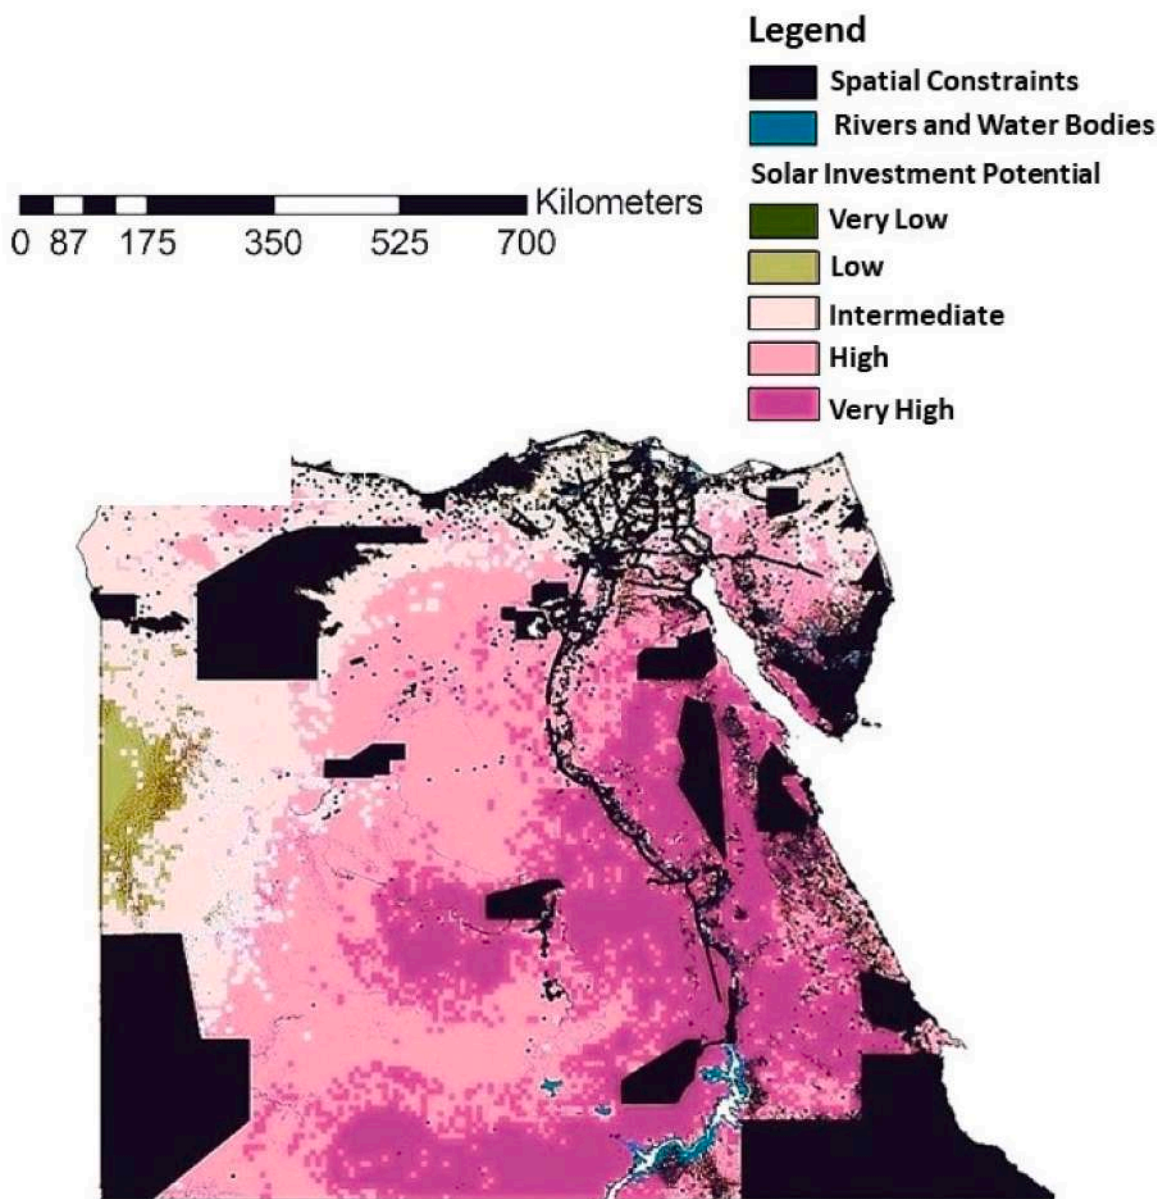 Legend
Spatial Constraints
Rivers and Water Bodies
Solar Investment Potential
Very Low
Low
Intermediate
High
Very High
Kilometers
0 87 175 350 525 700